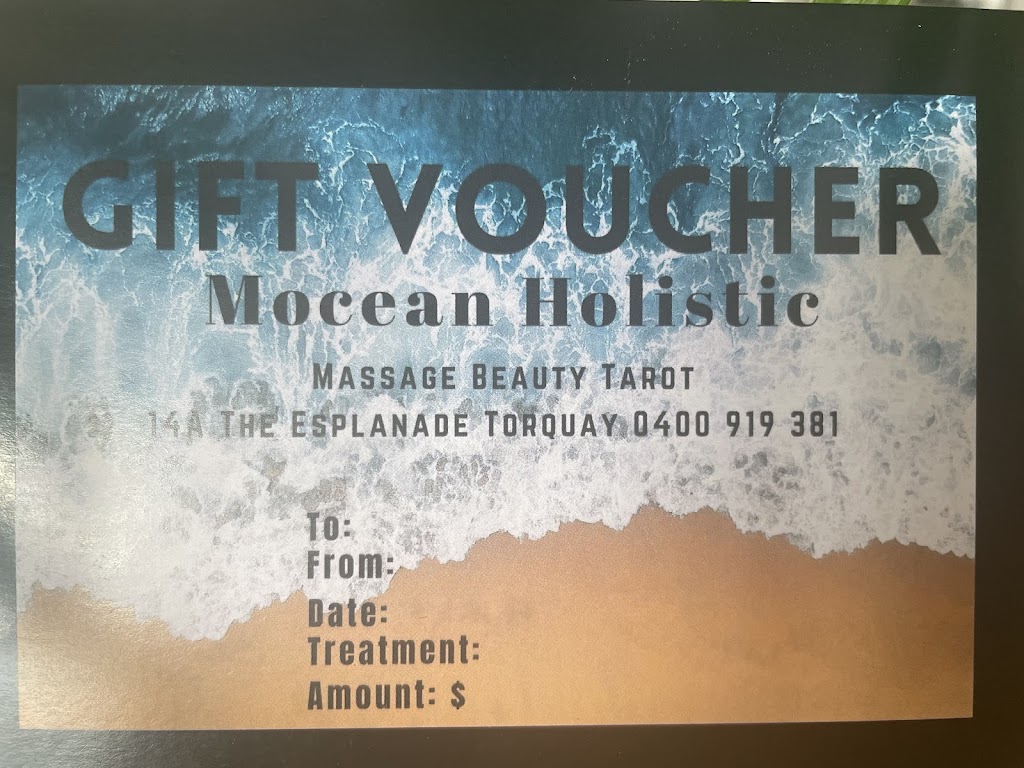 GIFT VOUCHER
Mocean Holistic
Massage Beauty Tarot
14A The Esplanade Torquay 0400 919 381
To:
From:
Date:
Treatment:
Amount: $